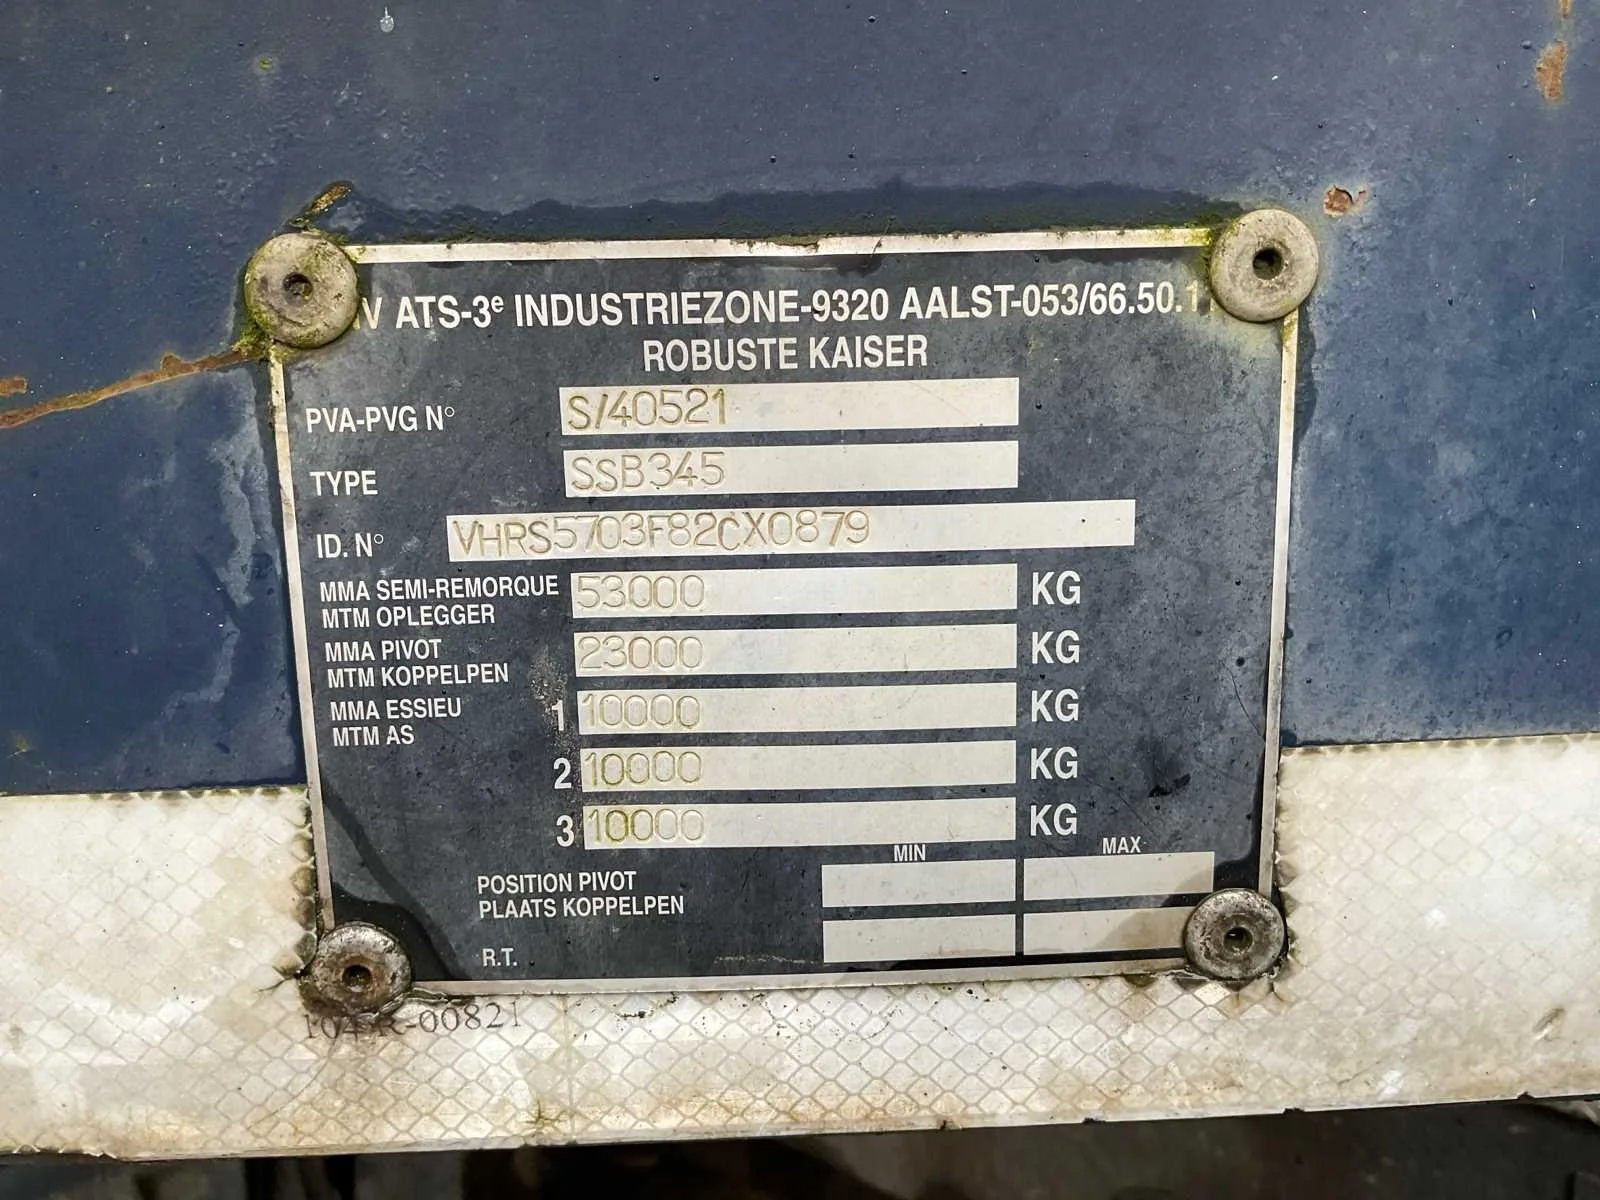 ATS-3e INDUSTRIEZONE-9320 AALST-053/66.50.
ROBUSTE KAISER
PVA-PVG N° S/40521
TYPE SSB345
ID. N° VHRS5703F82CX0879
MMA SEMI-REMORQUE 53000 KG
MTM OPLEGGER
MMA PIVOT 23000 KG
MTM KOPPELPEN
MMA ESSIEU 1 10000 KG
MTM AS
2 10000 KG
3 10000 KG
MIN MAX
POSITION PIVOT
PLAATS KOPPELPEN
R.T.
104 R-00821